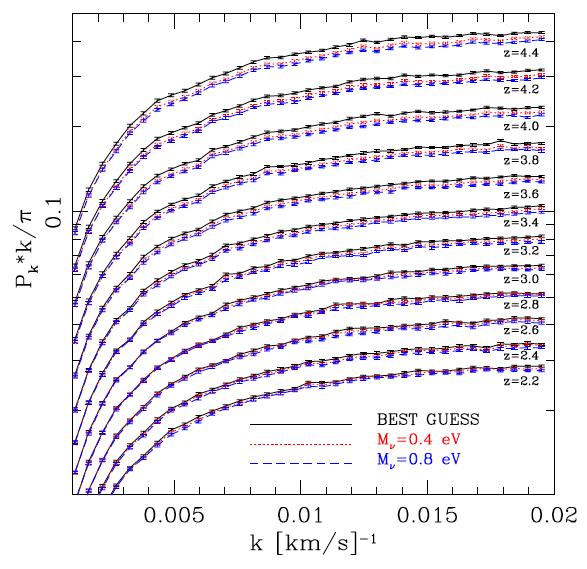 z=4.4
z=4.2
z=4.0
z=3.8
z=3.6
z=3.4
z=3.2
z=3.0
z=2.8
z=2.6
z=2.4
z=2.2
0.1
P_k*k/π
BEST GUESS
M_ν=0.4 eV
M_ν=0.8 eV
0.005 0.01 0.015 0.02
k [km/s]⁻¹